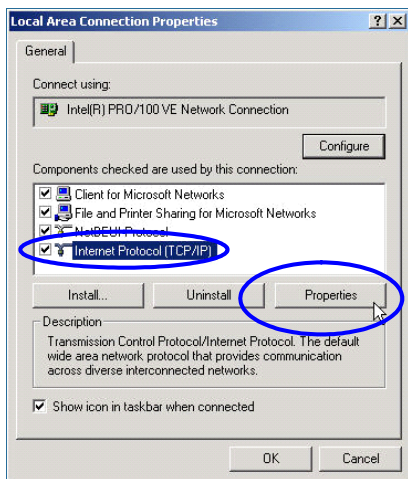 Local Area Connection Properties
General
Connect using:
Intel(R) PRO/100 VE Network Connection
Configure
Components checked are used by this connection:
Client for Microsoft Networks
File and Printer Sharing for Microsoft Networks
NetBEUI Protocol
Internet Protocol (TCP/IP)
Install... Uninstall Properties
Description
Transmission Control Protocol/Internet Protocol. The default
wide area network protocol that provides communication
across diverse interconnected networks.
Show icon in taskbar when connected
OK Cancel